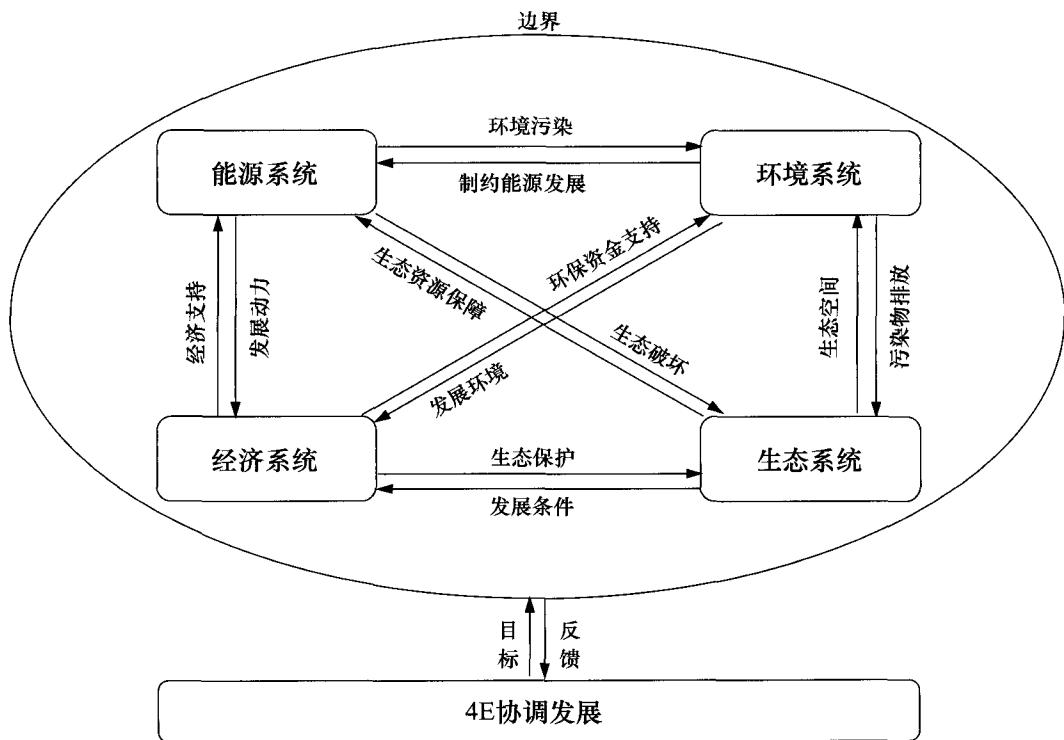 边界
环境污染
能源系统
环境系统
制约能源发展
生态资源保障
环保资金支持
经济支持
发展动力
生态空间
污染物排放
生态破坏
发展环境
经济系统
生态保护
生态系统
发展条件
目标
反馈
4E协调发展